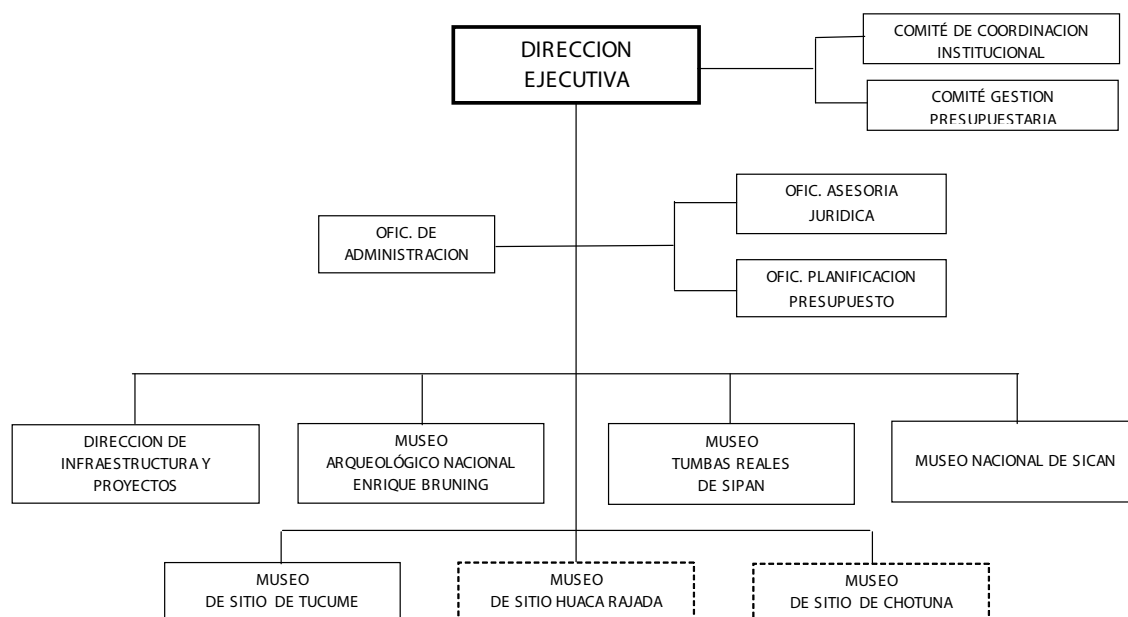 DIRECCION
EJECUTIVA
COMITÉ DE COORDINACION
INSTITUCIONAL
COMITÉ GESTION
PRESUPUESTARIA
OFIC. DE
ADMINISTRACION
OFIC. ASESORIA
JURIDICA
OFIC. PLANIFICACION
PRESUPUESTO
DIRECCION DE
INFRAESTRUCTURA Y
PROYECTOS
MUSEO
ARQUEOLÓGICO NACIONAL
ENRIQUE BRUNING
MUSEO
TUMBAS REALES
DE SIPAN
MUSEO NACIONAL DE SICAN
MUSEO
DE SITIO DE TUCUME
MUSEO
DE SITIO HUACA RAJADA
MUSEO
DE SITIO DE CHOTUNA